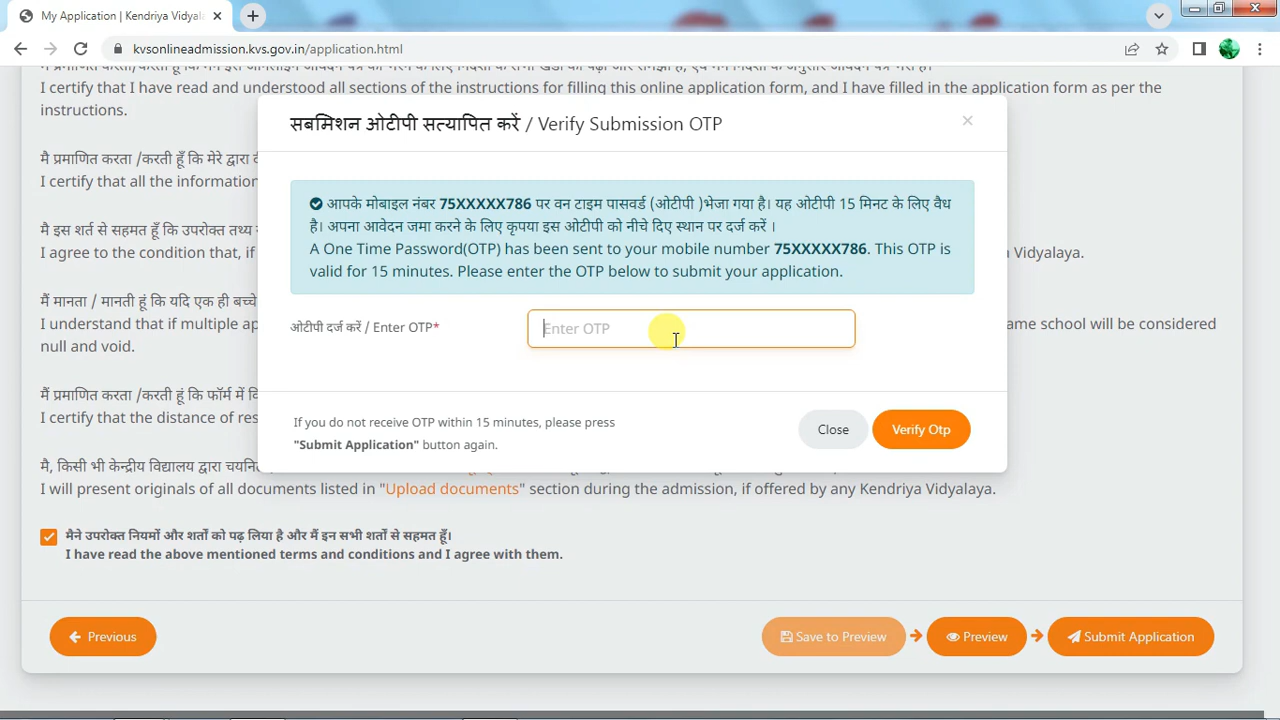 My Application | Kendriya Vidyal
kvsonlineadmission.kvs.gov.in/application.html
I certify that I have read and understood all sections of the instructions for filling this online application form, and I have filled in the application form as per the
instructions.
सबमिशन ओटीपी सत्यापित करें / Verify Submission OTP
मै प्रमाणित करता /करती हूँ कि मेरे द्वारा
I certify that all the information
आपके मोबाइल नंबर 75XXXXX786 पर वन टाइम पासवर्ड (ओटीपी )भेजा गया है। यह ओटीपी 15 मिनट के लिए वैध
है। अपना आवेदन जमा करने के लिए कृपया इस ओटीपी को नीचे दिए स्थान पर दर्ज करें ।
A One Time Password(OTP) has been sent to your mobile number 75XXXXX786. This OTP is
valid for 15 minutes. Please enter the OTP below to submit your application.
मै इस शर्त से सहमत हूँ कि उपरोक्त तथ्य
I agree to the condition that, if
Vidyalaya.
मैं मानता / मानती हूं कि यदि एक ही बच्चे
I understand that if multiple
ame school will be considered
null and void.
ओटीपी दर्ज करें / Enter OTP*
Enter OTP
मैं प्रमाणित करता /करती हूं कि फॉर्म में
I certify that the distance of
If you do not receive OTP within 15 minutes, please press
"Submit Application" button again.
Close
Verify Otp
मै, किसी भी केन्द्रीय विद्यालय द्वारा
I will present originals of all documents listed in "Upload documents" section during the admission, if offered by any Kendriya Vidyalaya.
मैने उपरोक्त नियमों और शर्तों को पढ़ लिया है और मैं इन सभी शर्तों से सहमत हूँ।
I have read the above mentioned terms and conditions and I agree with them.
Previous
Save to Preview
Preview
Submit Application